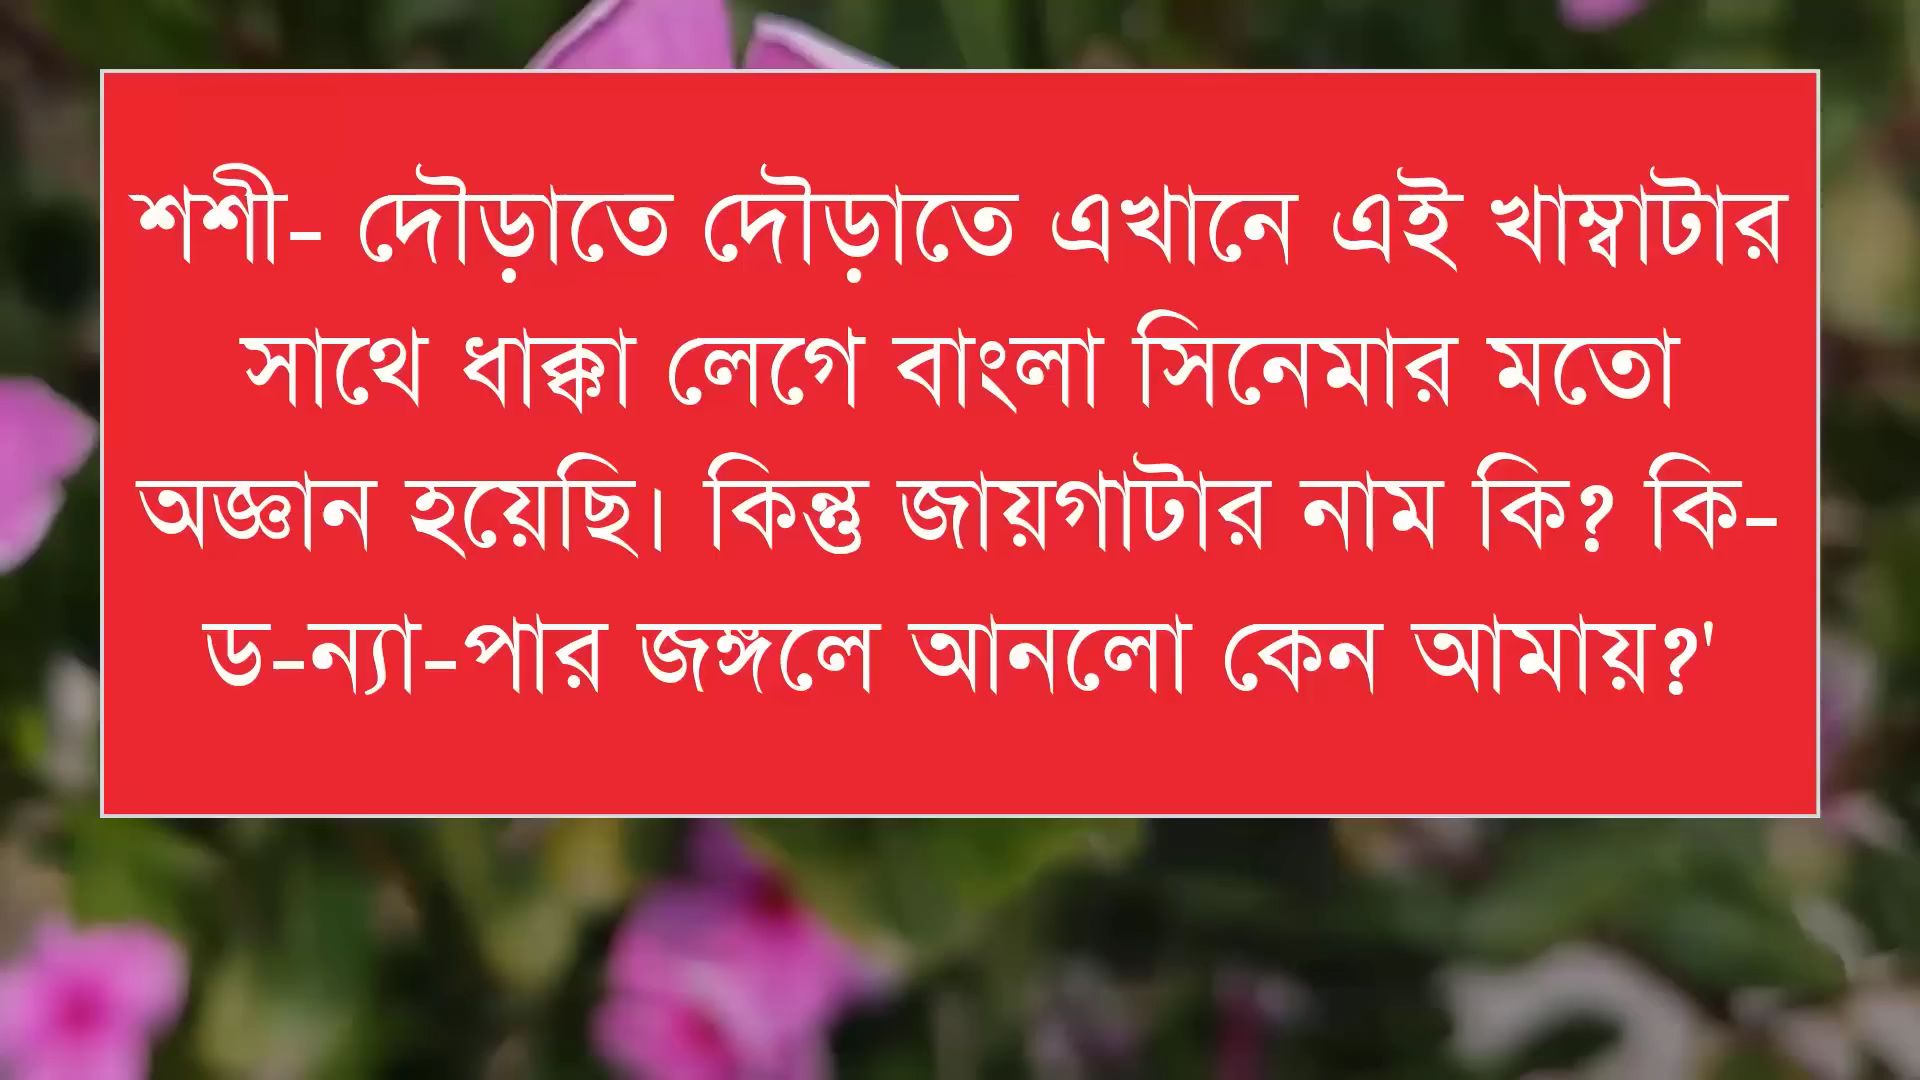 শশী- দৌড়াতে দৌড়াতে এখানে এই খাম্বাটার
সাথে ধাক্কা লেগে বাংলা সিনেমার মতো
অজ্ঞান হয়েছি। কিন্তু জায়গাটার নাম কি? কি-
ড-ন্যা-পার জঙ্গলে আনলো কেন আমায়?'